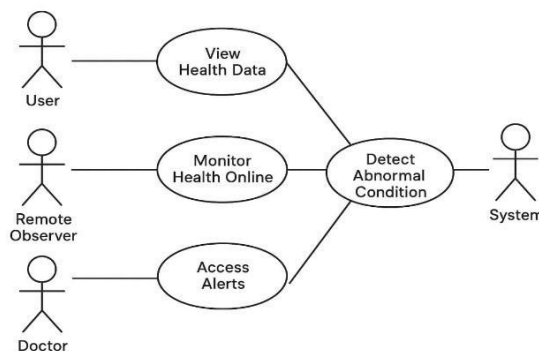 View
Health Data
User
Monitor
Health Online
Detect
Abnormal
Condition
Remote
Observer
System
Access
Alerts
Doctor